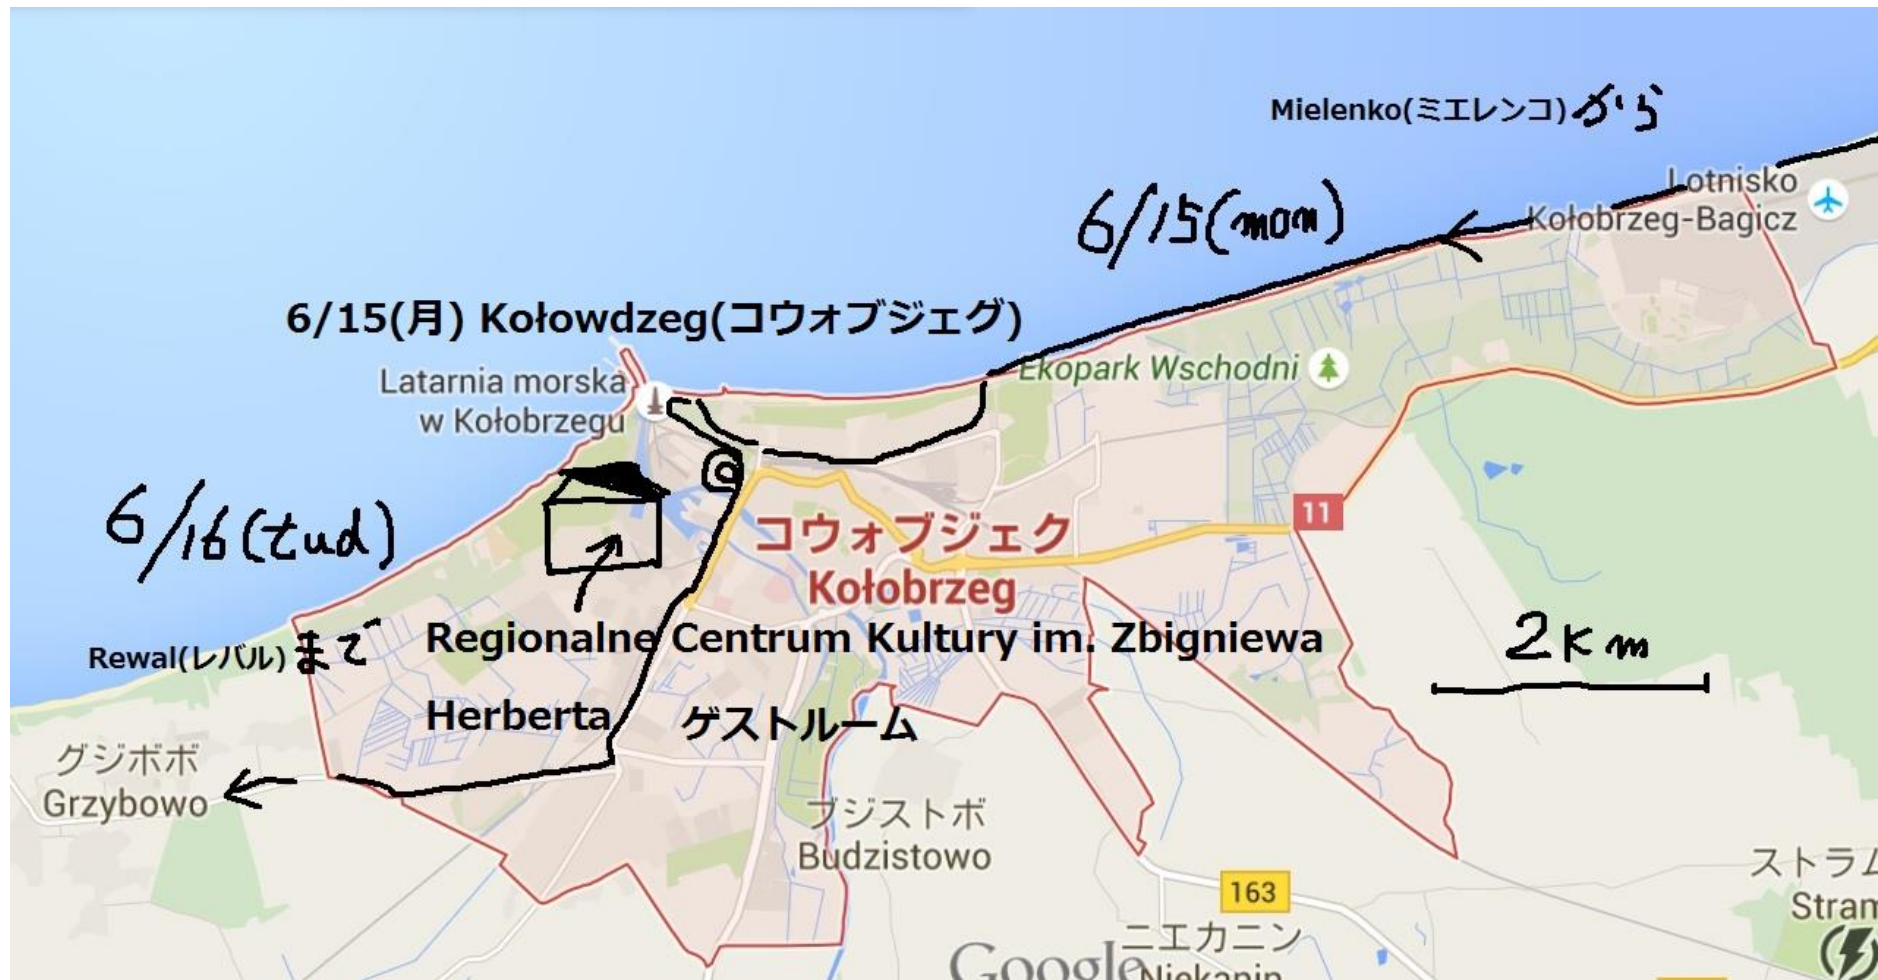 Mielenko(ミエレンコ)から
Lotnisko
Kołobrzeg-Bagicz
6/15(mon)
6/15(月) Kołowdzeg(コウォブジェグ)
Ekopark Wschodni
Latarnia morska
w Kołobrzegu
11
6/16(tud)
コウォブジェク
Kołobrzeg
Rewal(レバル)まで
Regionalne Centrum Kultury im. Zbigniewa
Herberta ゲストルーム
2km
グジボボ
Grzybowo
ブジストボ
Budzistowo
163
ストラム
Stram
ニエカニン
Niekanin
Google